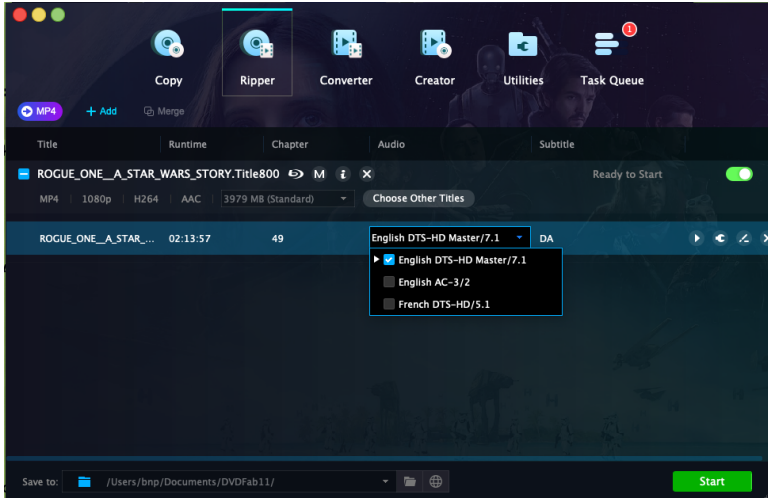 1
Copy Ripper Converter Creator Utilities Task Queue
MP4 + Add Merge
Title Runtime Chapter Audio Subtitle
ROGUE_ONE__A_STAR_WARS_STORY.Title800 M i Ready to Start
MP4 1080p H264 AAC 3979 MB (Standard) Choose Other Titles
ROGUE_ONE__A_STAR_... 02:13:57 49 English DTS-HD Master/7.1 DA
English DTS-HD Master/7.1
English AC-3/2
French DTS-HD/5.1
Save to: /Users/bnp/Documents/DVDFab11/ Start